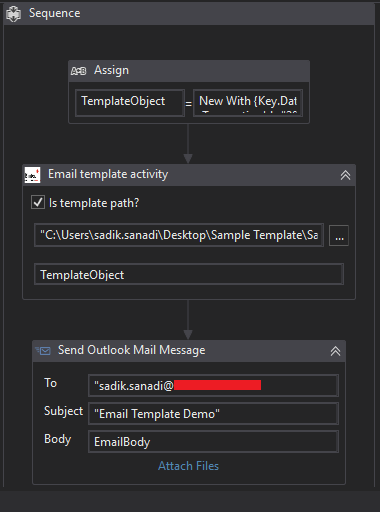 Sequence
Assign
TemplateObject = New With {Key.Dat
Email template activity
Is template path?
"C:\Users\sadik.sanadi\Desktop\Sample Template\Sa ...
TemplateObject
Send Outlook Mail Message
To "sadik.sanadi@
Subject "Email Template Demo"
Body EmailBody
Attach Files